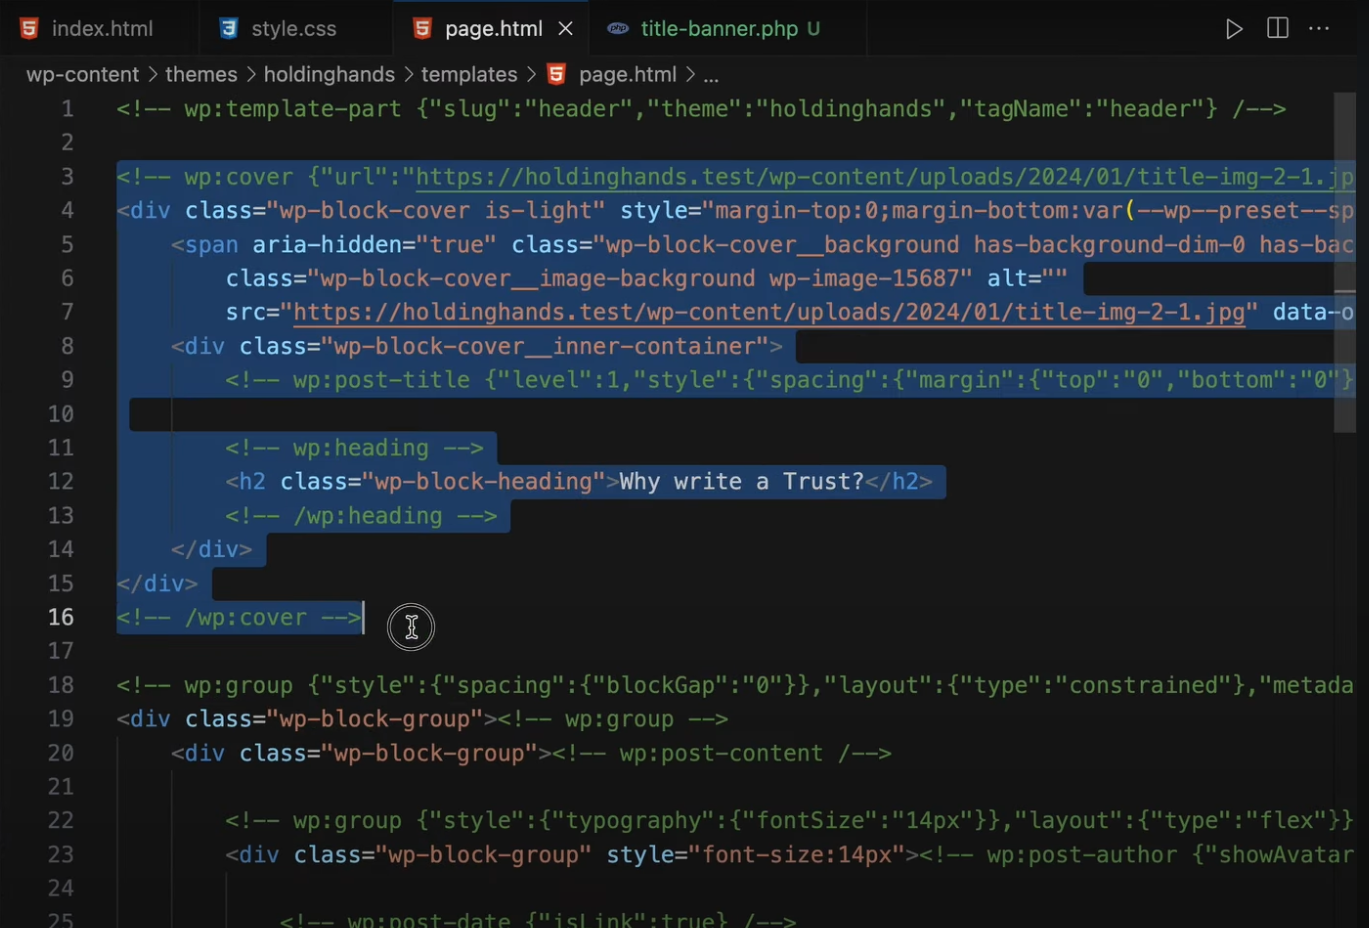 index.html
style.css
page.html
title-banner.php U
wp-content > themes > holdinghands > templates > page.html > ...
1 <!-- wp:template-part {"slug":"header","theme":"holdinghands","tagName":"header"} /-->
2
3 <!-- wp:cover {"url":"https://holdinghands.test/wp-content/uploads/2024/01/title-img-2-1.jp
4 <div class="wp-block-cover is-light" style="margin-top:0;margin-bottom:var(--wp--preset--sp
5 <span aria-hidden="true" class="wp-block-cover__background has-background-dim-0 has-bac
6 class="wp-block-cover__image-background wp-image-15687" alt=""
7 src="https://holdinghands.test/wp-content/uploads/2024/01/title-img-2-1.jpg" data-o
8 <div class="wp-block-cover__inner-container">
9 <!-- wp:post-title {"level":1,"style":{"spacing":{"margin":{"top":"0","bottom":"0"}
10
11 <!-- wp:heading -->
12 <h2 class="wp-block-heading">Why write a Trust?</h2>
13 <!-- /wp:heading -->
14 </div>
15 </div>
16 <!-- /wp:cover -->
17
18 <!-- wp:group {"style":{"spacing":{"blockGap":"0"}},"layout":{"type":"constrained"},"metada
19 <div class="wp-block-group"><!-- wp:group -->
20 <div class="wp-block-group"><!-- wp:post-content /-->
21
22 <!-- wp:group {"style":{"typography":{"fontSize":"14px"}},"layout":{"type":"flex"}}
23 <div class="wp-block-group" style="font-size:14px"><!-- wp:post-author {"showAvatar
24
25 <!-- wp:post-date {"isLink":true} /-->